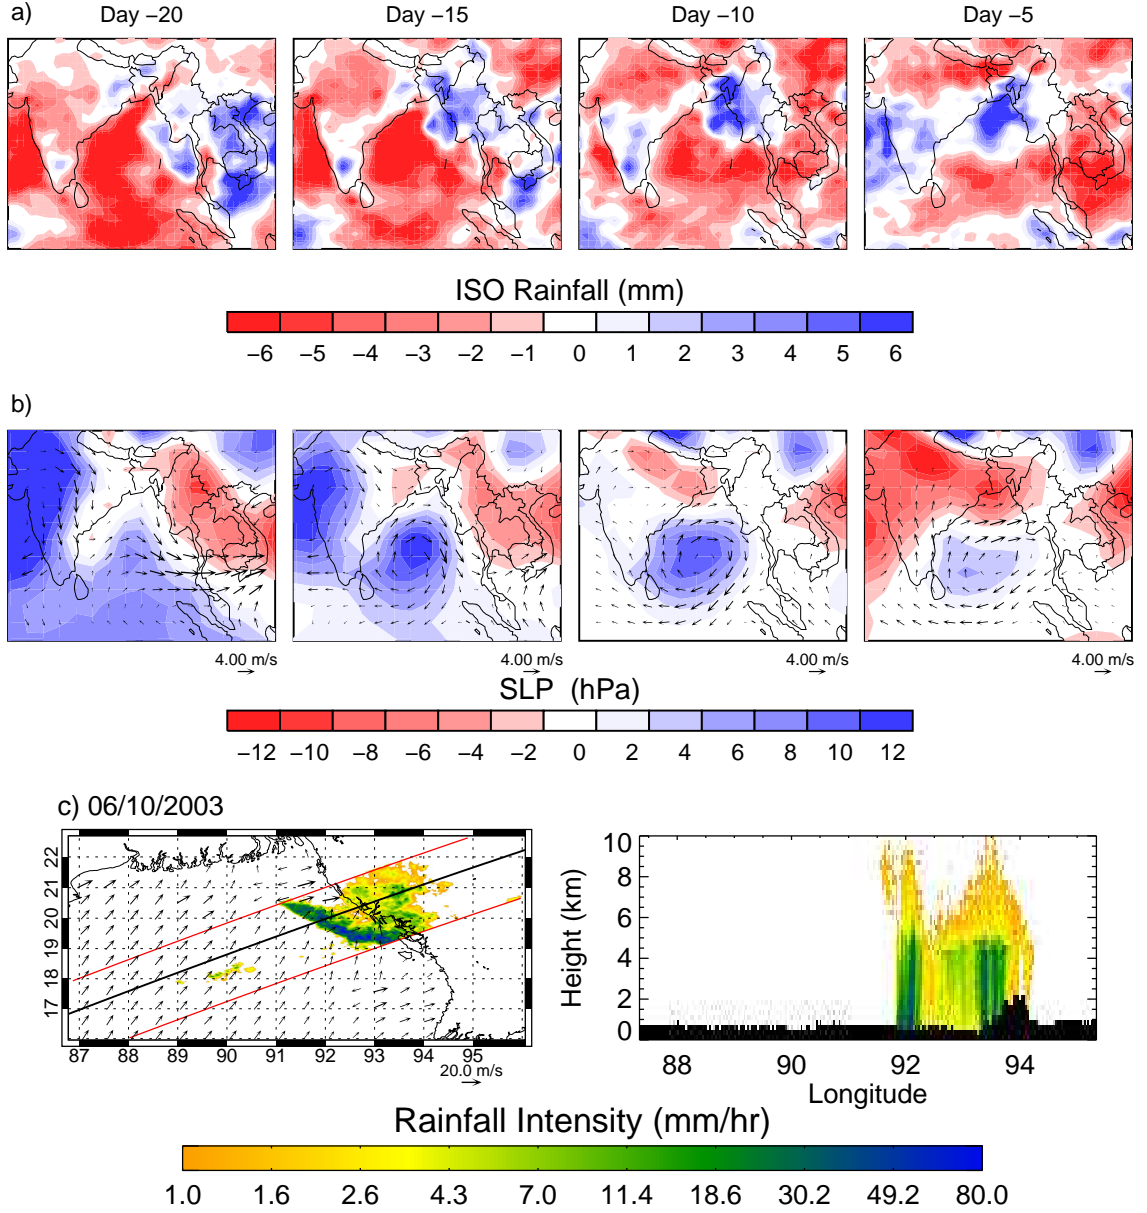 a)
Day −20 Day −15 Day −10 Day −5
ISO Rainfall (mm)
−6 −5 −4 −3 −2 −1 0 1 2 3 4 5 6
b)
4.00 m/s 4.00 m/s 4.00 m/s 4.00 m/s
SLP (hPa)
−12 −10 −8 −6 −4 −2 0 2 4 6 8 10 12
c) 06/10/2003
22
21
20
19
18
17
87 88 89 90 91 92 93 94 95
20.0 m/s
10
8
6
4
2
0
Height (km)
88 90 92 94
Longitude
Rainfall Intensity (mm/hr)
1.0 1.6 2.6 4.3 7.0 11.4 18.6 30.2 49.2 80.0